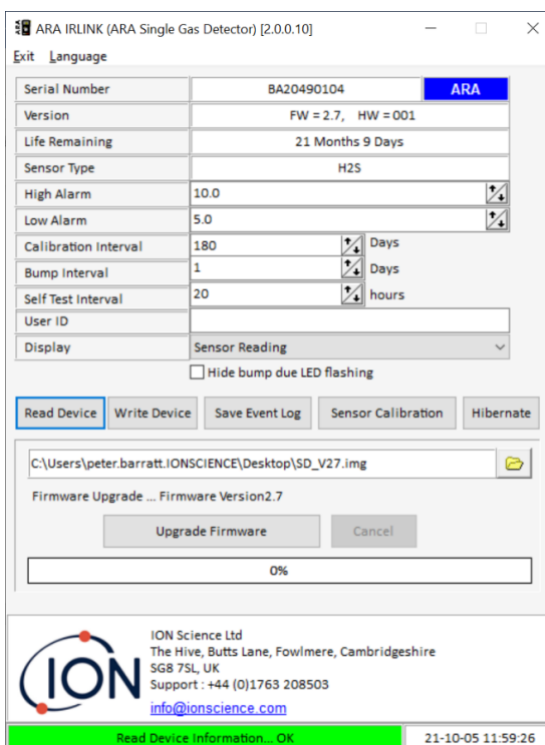 ARA IRLINK (ARA Single Gas Detector) [2.0.0.10]
Exit Language
Serial Number BA20490104 ARA
Version FW = 2.7, HW = 001
Life Remaining 21 Months 9 Days
Sensor Type H2S
High Alarm 10.0
Low Alarm 5.0
Calibration Interval 180 Days
Bump Interval 1 Days
Self Test Interval 20 hours
User ID
Display Sensor Reading
Hide bump due LED flashing
Read Device Write Device Save Event Log Sensor Calibration Hibernate
C:\Users\peter.barratt.IONSCIENCE\Desktop\SD_V27.img
Firmware Upgrade ... Firmware Version2.7
Upgrade Firmware Cancel
0%
ION
ION Science Ltd
The Hive, Butts Lane, Fowlmere, Cambridgeshire
SG8 7SL, UK
Support : +44 (0)1763 208503
info@ionscience.com
Read Device Information... OK 21-10-05 11:59:26